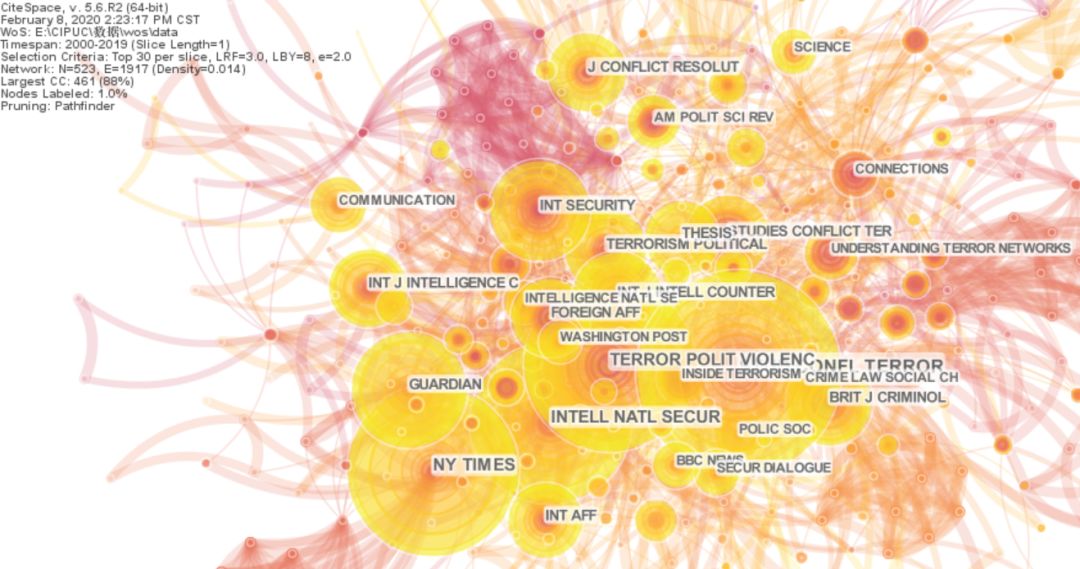 CiteSpace, v. 5.6.R2 (64-bit)
February 8, 2020 2:23:17 PM CST
WoS: E:\CIPUC\数据\wos\data
Timespan: 2000-2019 (Slice Length=1)
Selection Criteria: Top 30 per slice, LRF=3.0, LBY=8, e=2.0
Network: N=523, E=1917 (Density=0.014)
Largest CC: 461 (88%)
Nodes Labeled: 1.0%
Pruning: Pathfinder
SCIENCE
J CONFLICT RESOLUT
AM POLIT SCI REV
CONNECTIONS
COMMUNICATION
INT SECURITY
THESIS
STUDIES CONFLICT TER
TERRORISM POLITICAL
UNDERSTANDING TERROR NETWORKS
INT J INTELLIGENCE C
INTELL COUNTER
INTELLIGENCE NATL SE
FOREIGN AFF
WASHINGTON POST
TERROR POLIT VIOLENC
TERROR
INSIDE TERRORISM
CRIME LAW SOCIAL CH
GUARDIAN
BRIT J CRIMINOL
INTELL NATL SECUR
POLIC SOC
NY TIMES
BBC NEWS
SECUR DIALOGUE
INT AFF